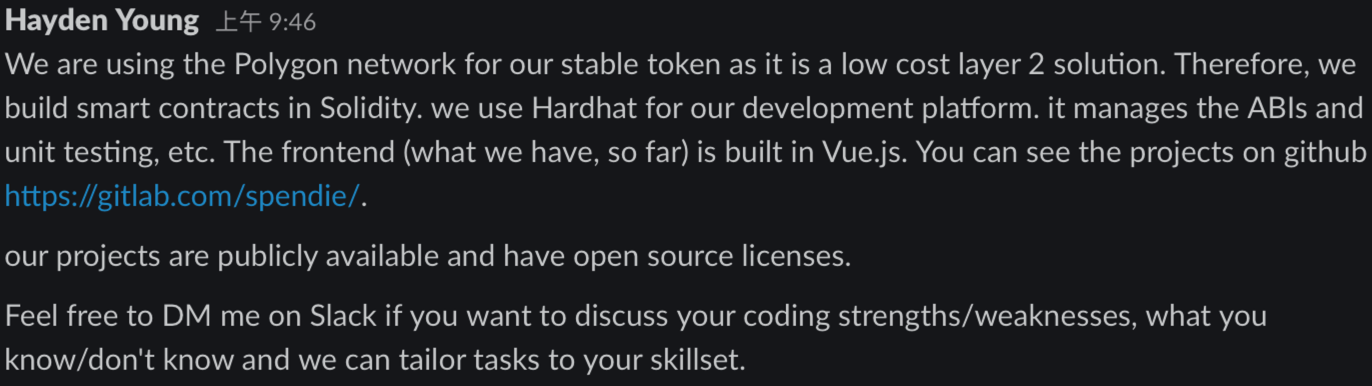 Hayden Young 上午 9:46
We are using the Polygon network for our stable token as it is a low cost layer 2 solution. Therefore, we
build smart contracts in Solidity. we use Hardhat for our development platform. it manages the ABIs and
unit testing, etc. The frontend (what we have, so far) is built in Vue.js. You can see the projects on github
https://gitlab.com/spendie/.
our projects are publicly available and have open source licenses.
Feel free to DM me on Slack if you want to discuss your coding strengths/weaknesses, what you
know/don't know and we can tailor tasks to your skillset.